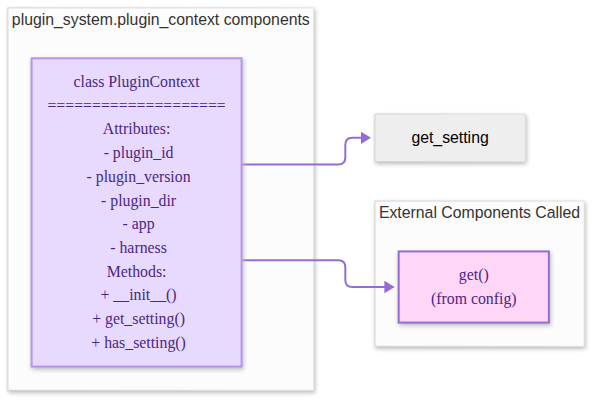 plugin_system.plugin_context components
class PluginContext
====================
Attributes:
- plugin_id
- plugin_version
- plugin_dir
- app
- harness
Methods:
+ __init__()
+ get_setting()
+ has_setting()
get_setting
External Components Called
get()
(from config)